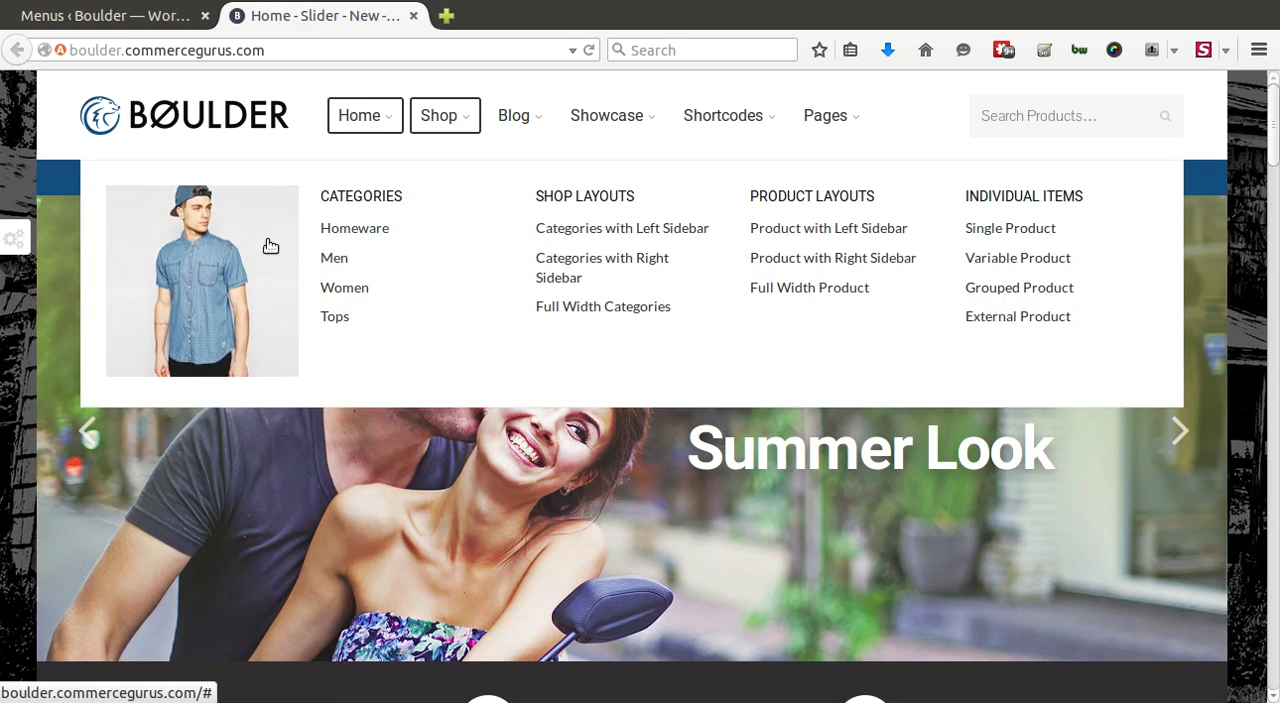 Menus ‹ Boulder — Wor...
Home - Slider - New -...
boulder.commercegurus.com
Search
9+
bw
S
BØULDER
Home
Shop
Blog
Showcase
Shortcodes
Pages
Search Products...
CATEGORIES
Homeware
Men
Women
Tops
SHOP LAYOUTS
Categories with Left Sidebar
Categories with Right
Sidebar
Full Width Categories
PRODUCT LAYOUTS
Product with Left Sidebar
Product with Right Sidebar
Full Width Product
INDIVIDUAL ITEMS
Single Product
Variable Product
Grouped Product
External Product
Summer Look
boulder.commercegurus.com/#